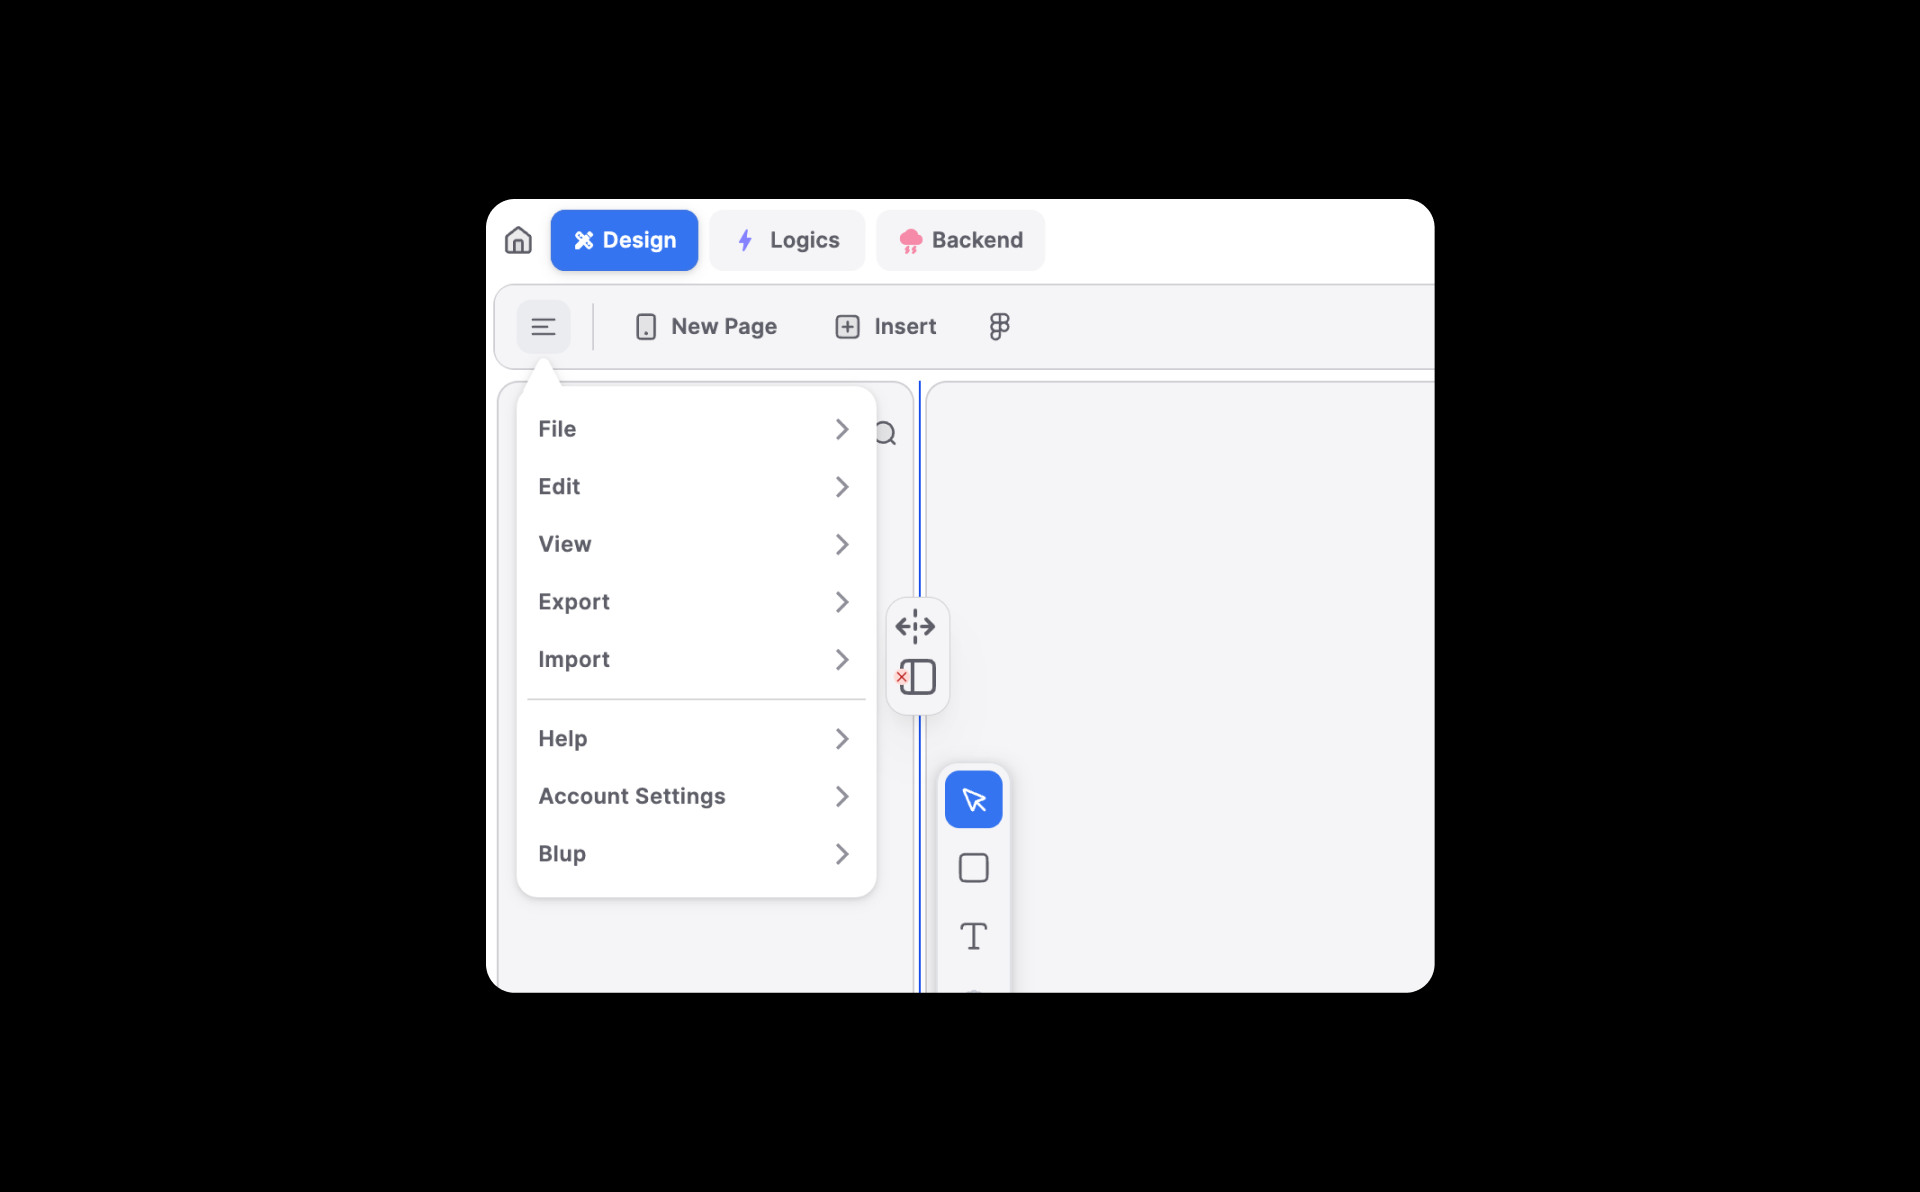 Design
Logics
Backend
New Page
Insert
File
Edit
View
Export
Import
Help
Account Settings
Blup